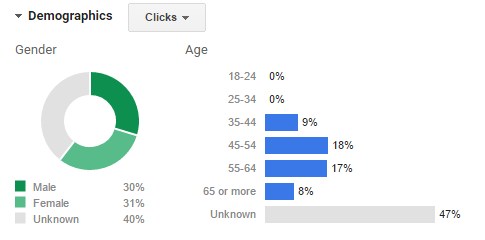 Demographics
Clicks
Gender
Male 30%
Female 31%
Unknown 40%
Age
18-24 0%
25-34 0%
35-44 9%
45-54 18%
55-64 17%
65 or more 8%
Unknown 47%